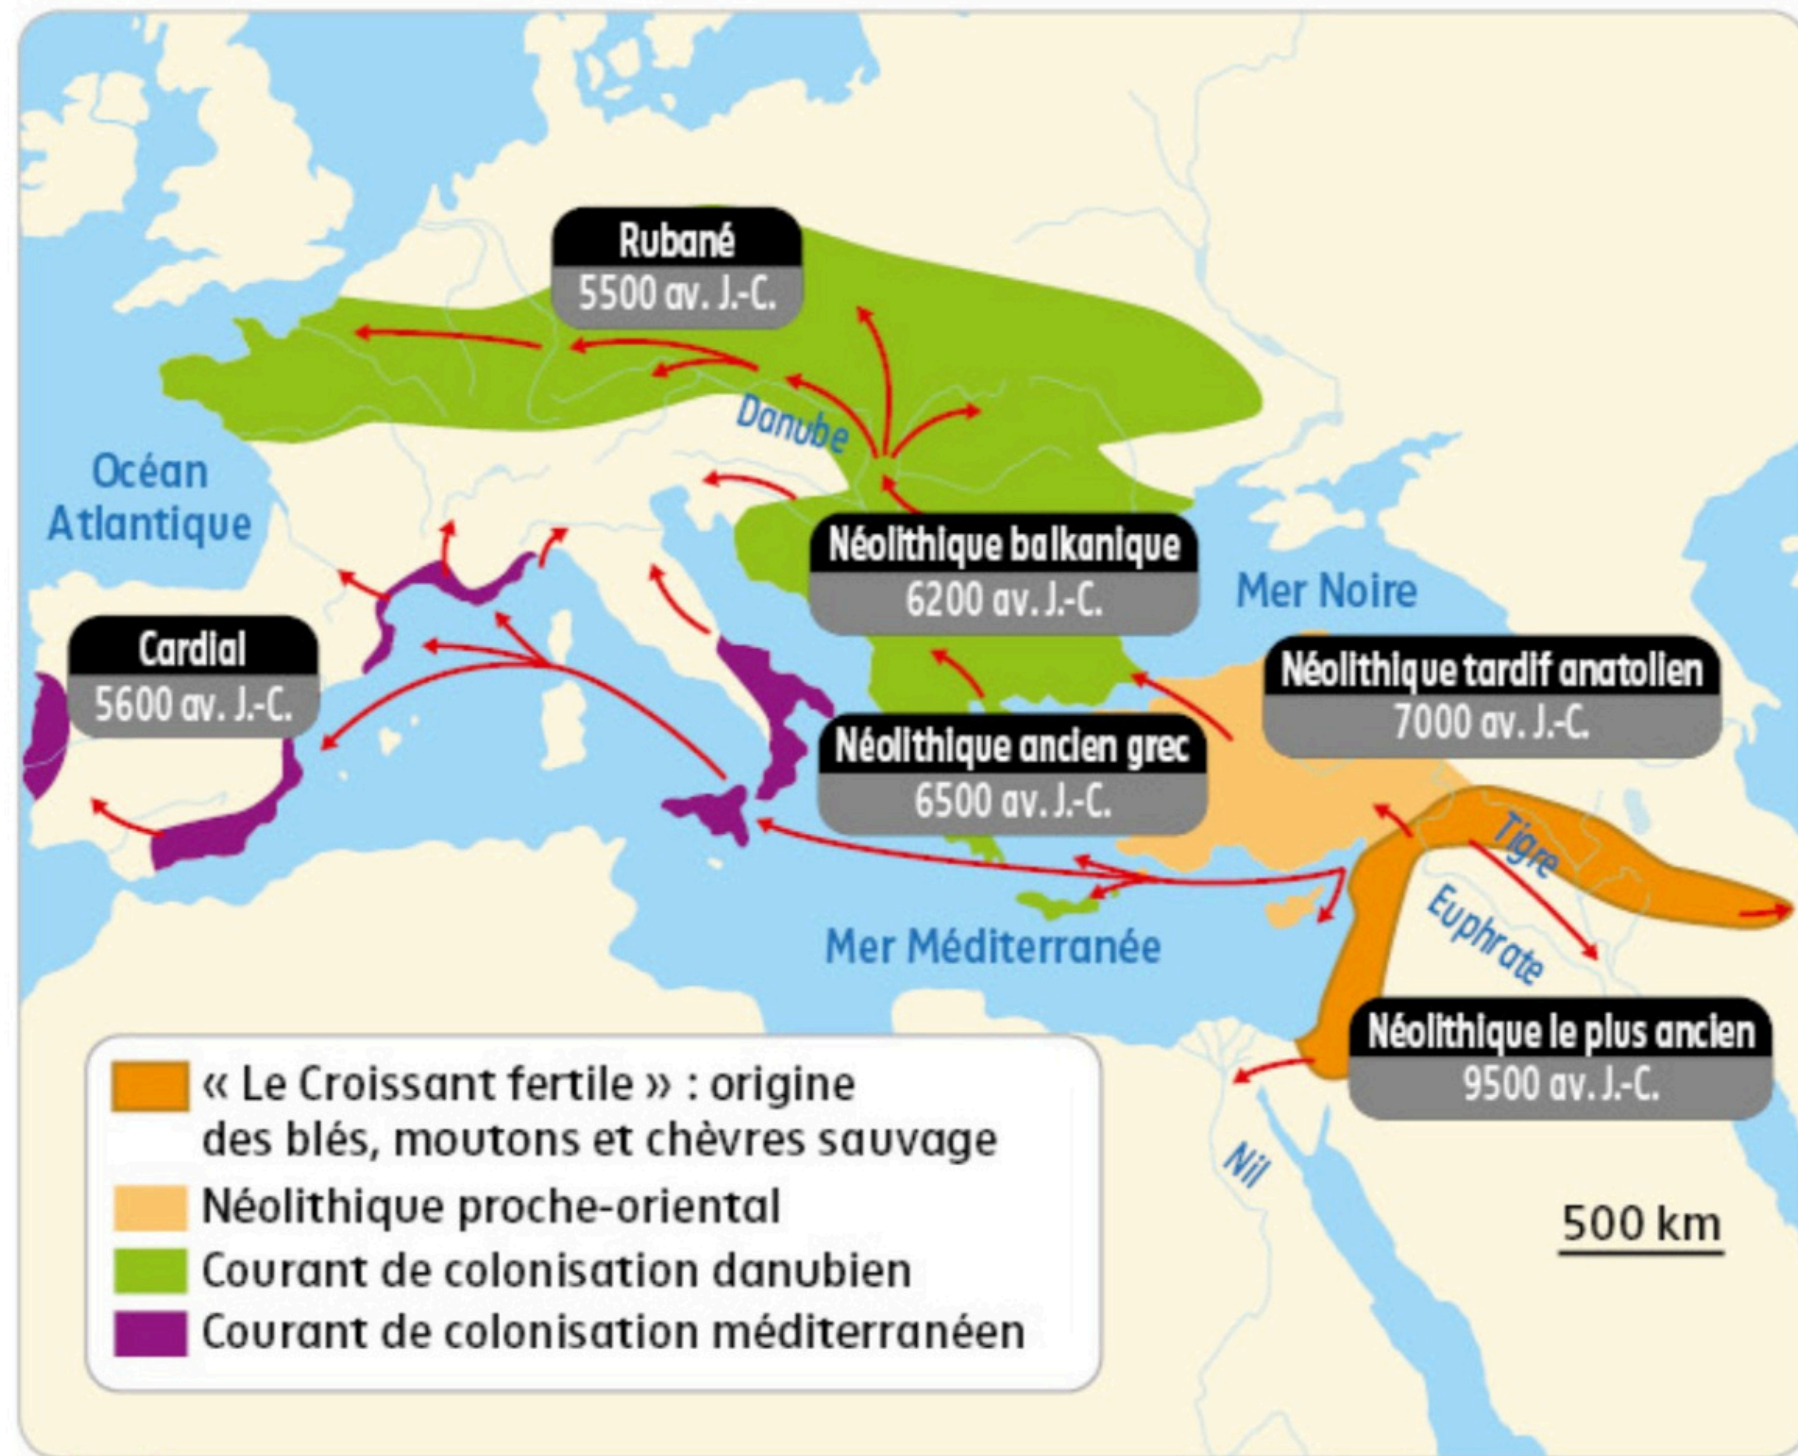 Rubané
5500 av. J.-C.
Danube
Océan
Atlantique
Néolithique balkanique
6200 av. J.-C.
Mer Noire
Cardial
5600 av. J.-C.
Néolithique tardif anatolien
7000 av. J.-C.
Néolithique ancien grec
6500 av. J.-C.
Tigre
Euphrate
Mer Méditerranée
Néolithique le plus ancien
9500 av. J.-C.
Nil
500 km
« Le Croissant fertile » : origine
des blés, moutons et chèvres sauvage
Néolithique proche-oriental
Courant de colonisation danubien
Courant de colonisation méditerranéen